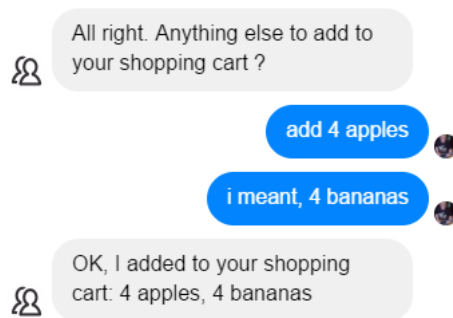 All right. Anything else to add to
your shopping cart ?
add 4 apples
i meant, 4 bananas
OK, I added to your shopping
cart: 4 apples, 4 bananas